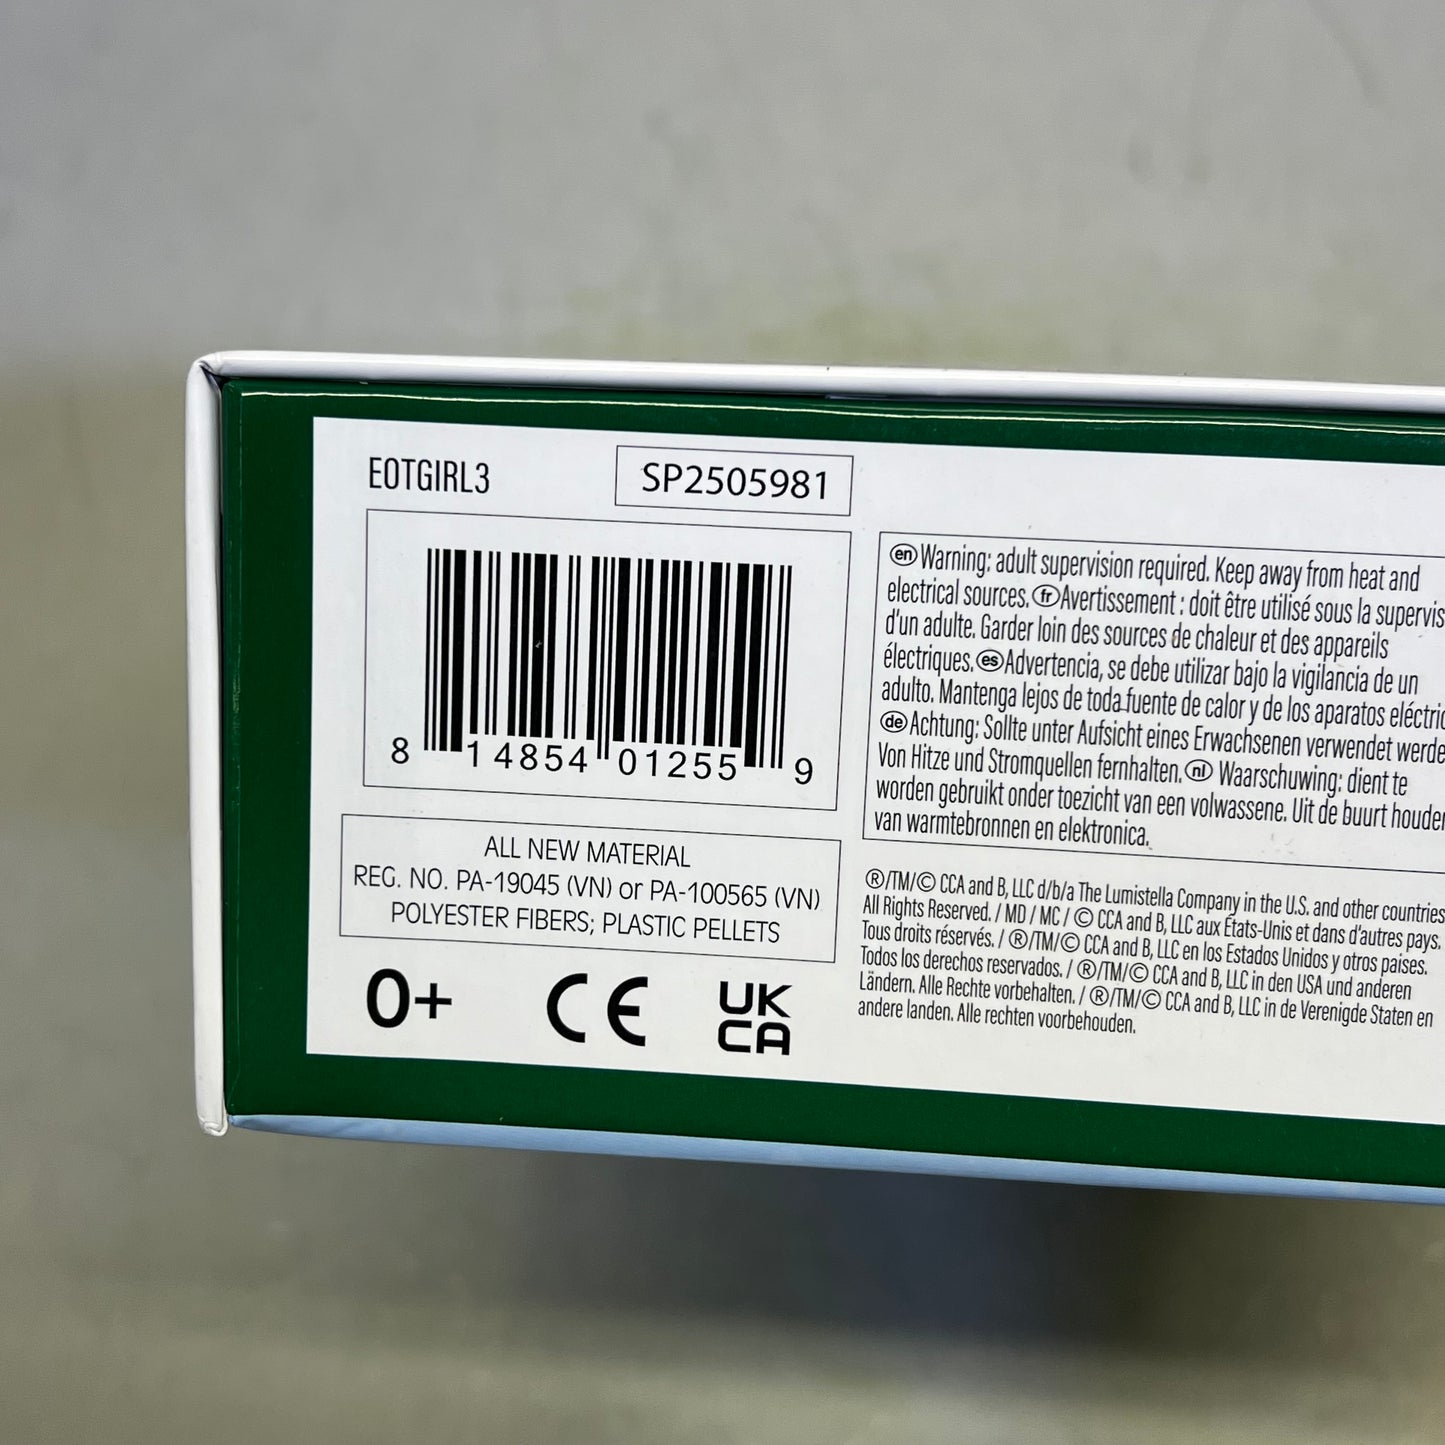 EOTGIRL3
SP2505981
8 14854 01255 9
ALL NEW MATERIAL
REG. NO. PA-19045 (VN) or PA-100565 (VN)
POLYESTER FIBERS; PLASTIC PELLETS
0+
CE
UK
CA
en Warning: adult supervision required. Keep away from heat and
electrical sources. fr Avertissement : doit être utilisé sous la supervis
d'un adulte. Garder loin des sources de chaleur et des appareils
électriques. es Advertencia, se debe utilizar bajo la vigilancia de un
adulto. Mantenga lejos de toda fuente de calor y de los aparatos eléctric
de Achtung: Sollte unter Aufsicht eines Erwachsenen verwendet werde
Von Hitze und Stromquellen fernhalten. nl Waarschuwing: dient te
worden gebruikt onder toezicht van een volwassene. Uit de buurt houden
van warmtebronnen en elektronica.
®/TM/© CCA and B, LLC d/b/a The Lumistella Company in the U.S. and other countries
All Rights Reserved. / MD / MC / © CCA and B, LLC aux États-Unis et dans d'autres pays.
Tous droits réservés. / ®/TM/© CCA and B, LLC en los Estados Unidos y otros paises.
Todos los derechos reservados. / ®/TM/© CCA and B, LLC in den USA und anderen
Ländern. Alle Rechte vorbehalten. / ®/TM/© CCA and B, LLC in de Verenigde Staten en
andere landen. Alle rechten voorbehouden.